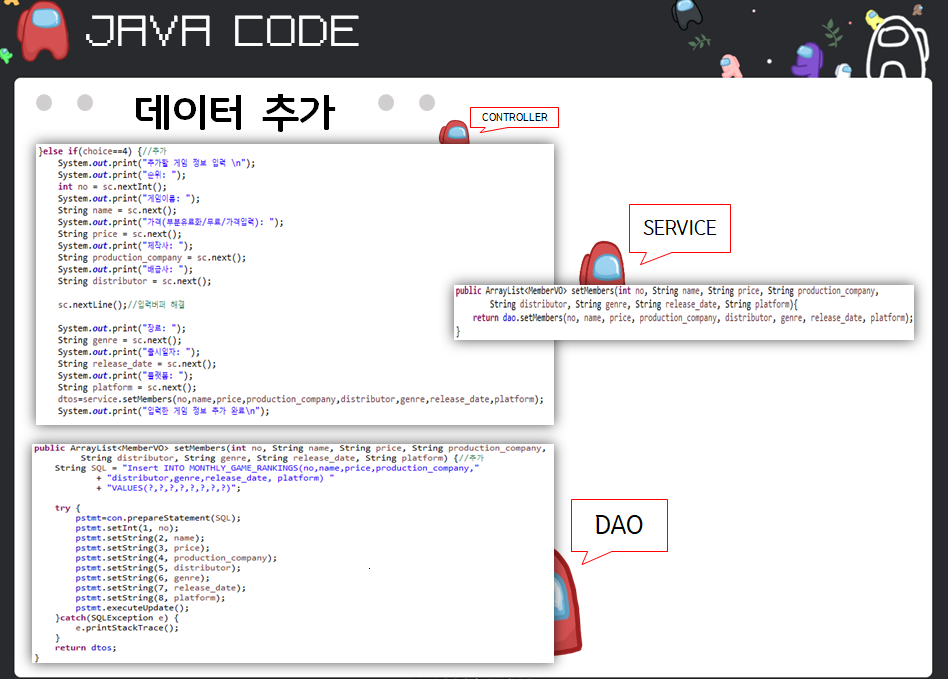 JAVA CODE
데이터 추가
CONTROLLER
}else if(choice==4) {//추가
System.out.print("추가할 게임 정보 입력 \n");
System.out.print("순위: ");
int no = sc.nextInt();
System.out.print("게임이름: ");
String name = sc.next();
System.out.print("가격(부분유료화/무료/가격입력): ");
String price = sc.next();
System.out.print("제작사: ");
String production_company = sc.next();
System.out.print("배급사: ");
String distributor = sc.next();
sc.nextLine();//입력버퍼 해결
System.out.print("장르: ");
String genre = sc.next();
System.out.print("출시일자: ");
String release_date = sc.next();
System.out.print("플랫폼: ");
String platform = sc.next();
dtos=service.setMembers(no,name,price,production_company,distributor,genre,release_date,platform);
System.out.print("입력한 게임 정보 추가 완료\n");
SERVICE
public ArrayList<MemberVO> setMembers(int no, String name, String price, String production_company,
String distributor, String genre, String release_date, String platform){
return dao.setMembers(no, name, price, production_company, distributor, genre, release_date, platform);
}
public ArrayList<MemberVO> setMembers(int no, String name, String price, String production_company,
String distributor, String genre, String release_date, String platform) {//추가
String SQL = "Insert INTO MONTHLY_GAME_RANKINGS(no,name,price,production_company,"
+ "distributor,genre,release_date, platform) "
+ "VALUES(?,?,?,?,?,?,?,?)";
try {
pstmt=con.prepareStatement(SQL);
pstmt.setInt(1, no);
pstmt.setString(2, name);
pstmt.setString(3, price);
pstmt.setString(4, production_company);
pstmt.setString(5, distributor);
pstmt.setString(6, genre);
pstmt.setString(7, release_date);
pstmt.setString(8, platform);
pstmt.executeUpdate();
}catch(SQLException e) {
e.printStackTrace();
}
return dtos;
}
DAO